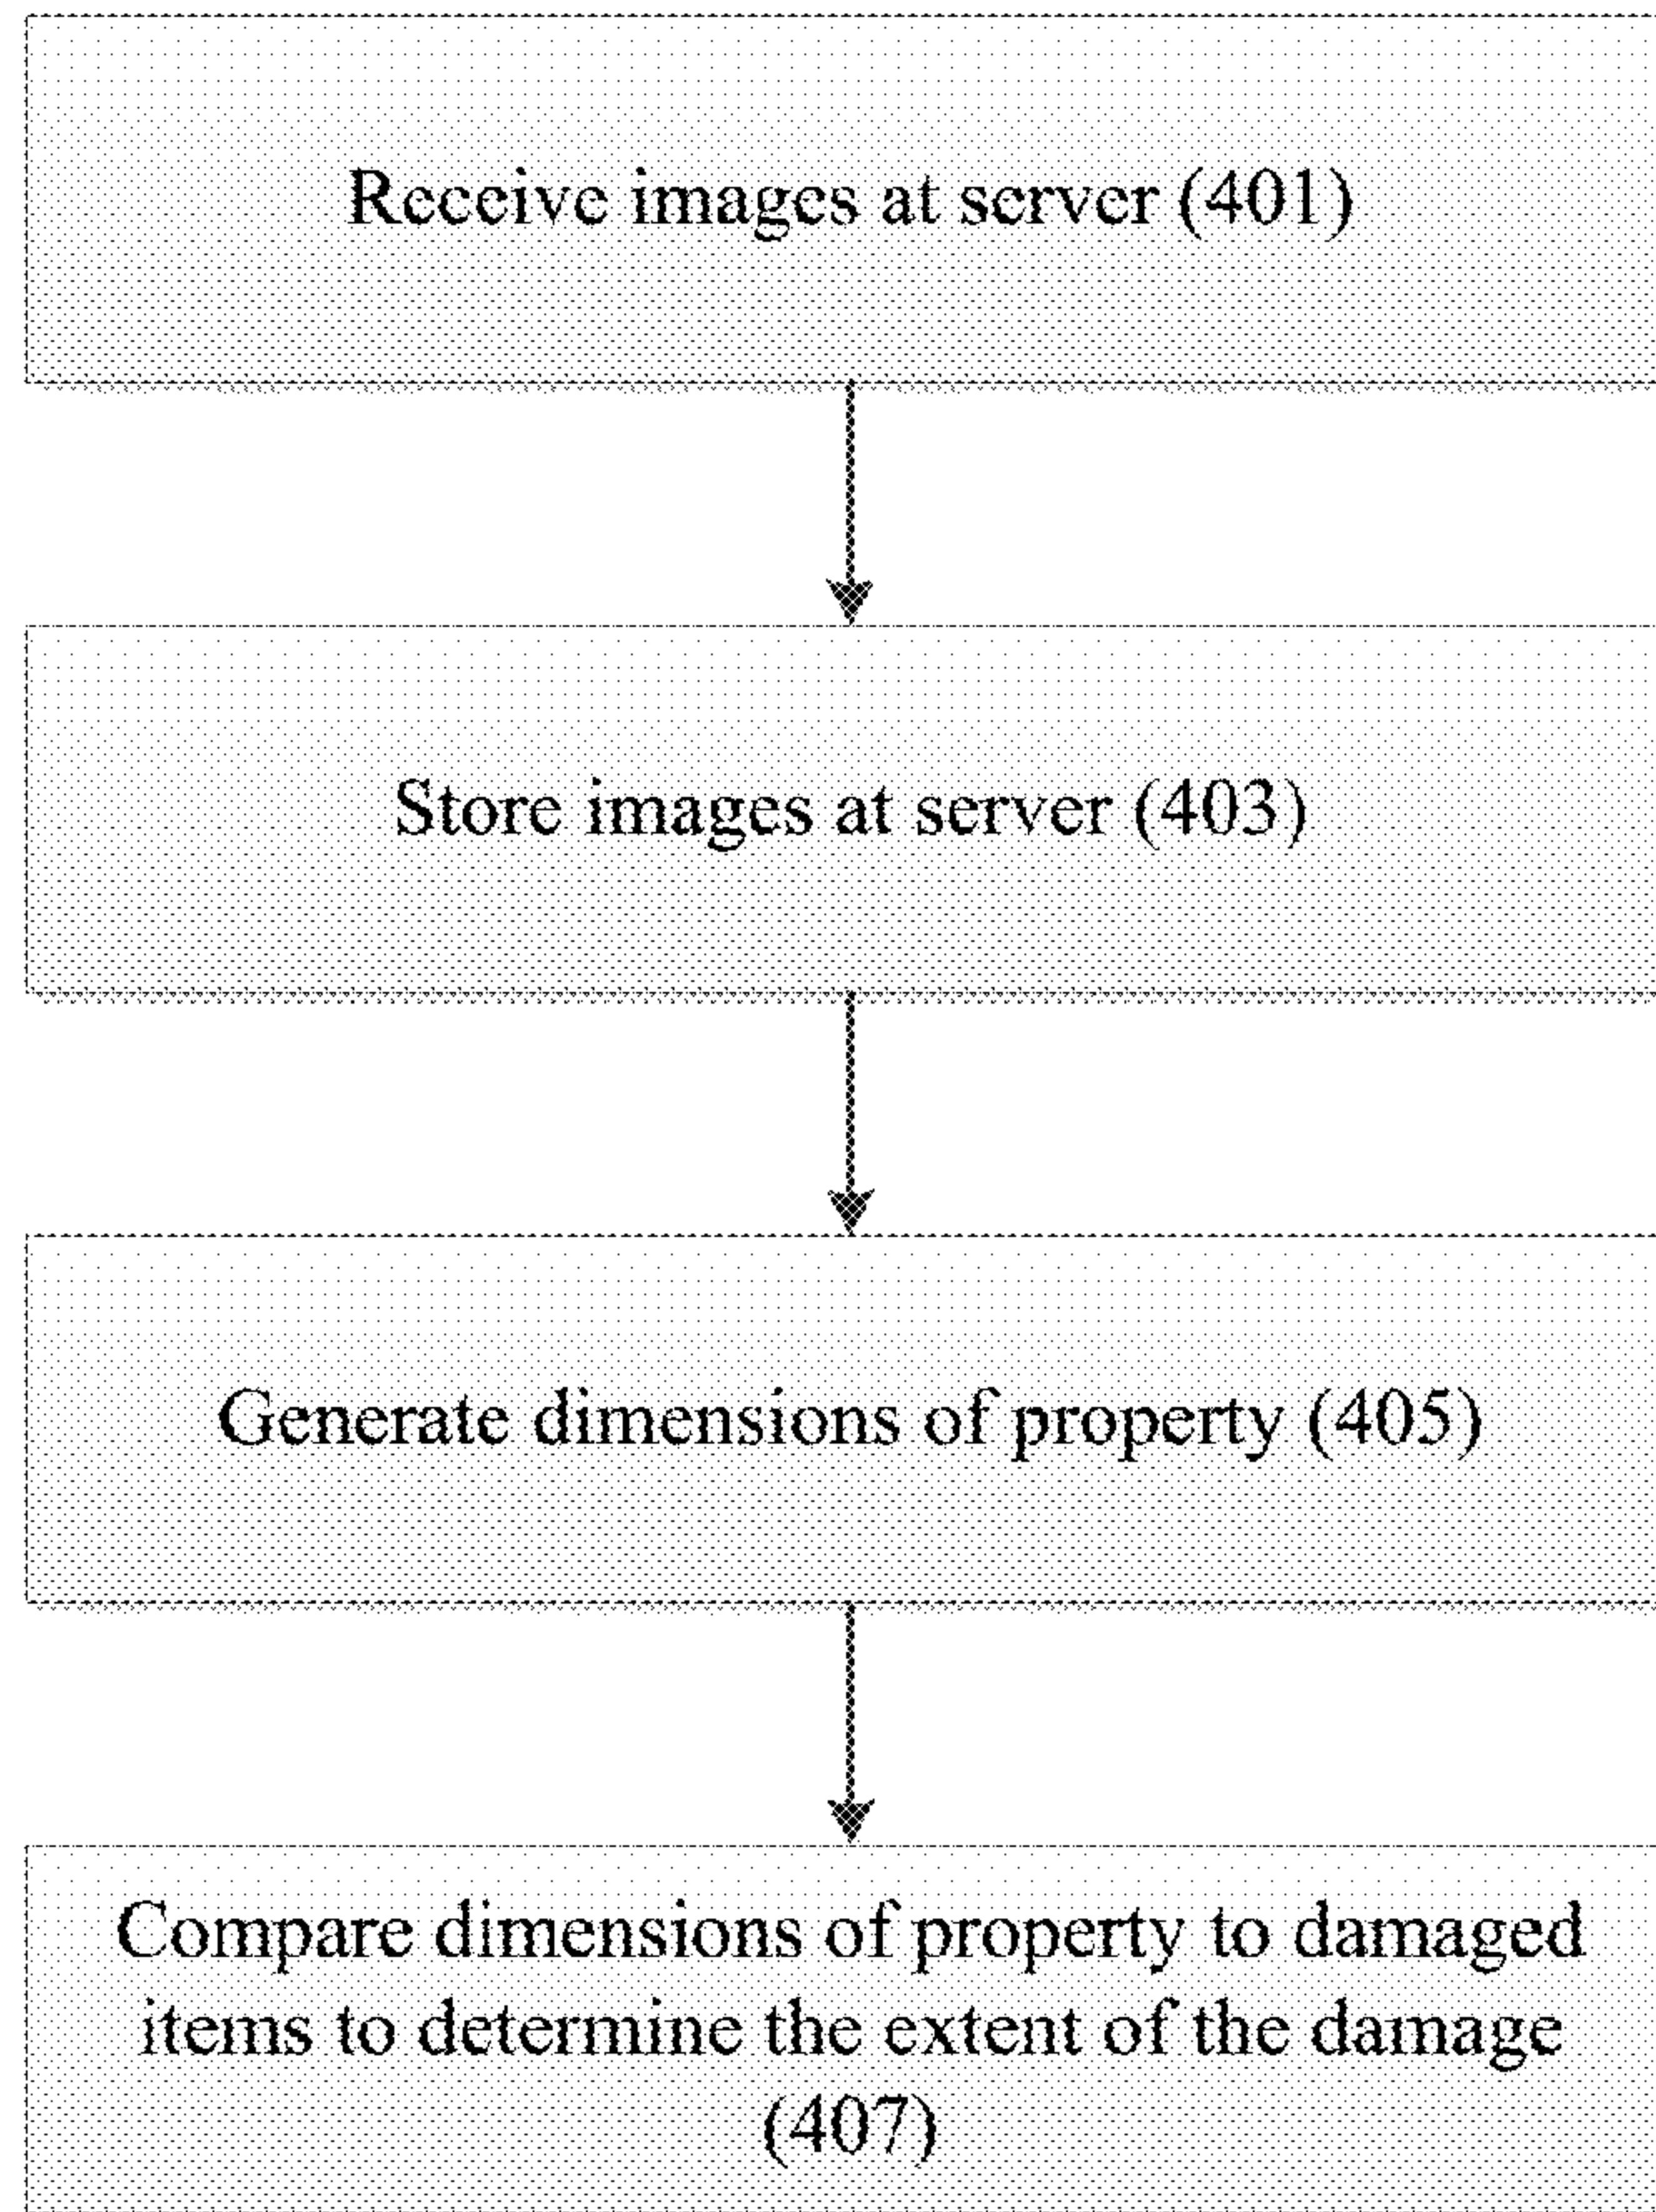 Receive images at server (401)
Store images at server (403)
Generate dimensions of property (405)
Compare dimensions of property to damaged
items to determine the extent of the damage
(407)